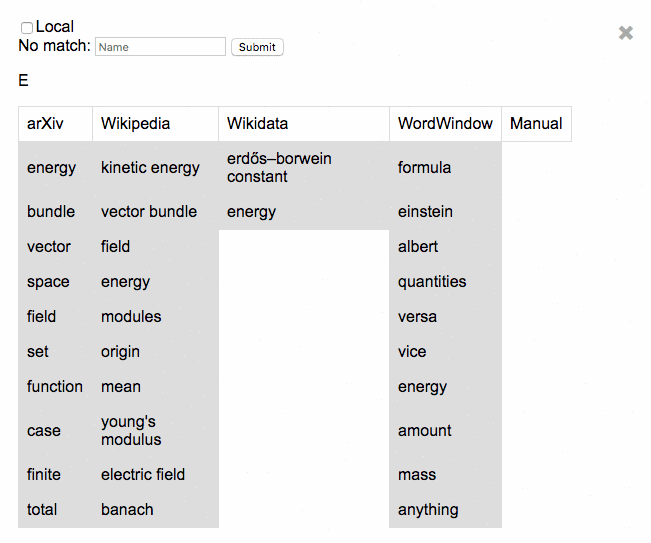 Local
No match: Name Submit
✖
E
arXiv Wikipedia Wikidata WordWindow Manual
energy kinetic energy erdős–borwein constant formula
bundle vector bundle energy einstein
vector field albert
space energy quantities
field modules versa
set origin vice
function mean energy
case young's modulus amount
finite electric field mass
total banach anything